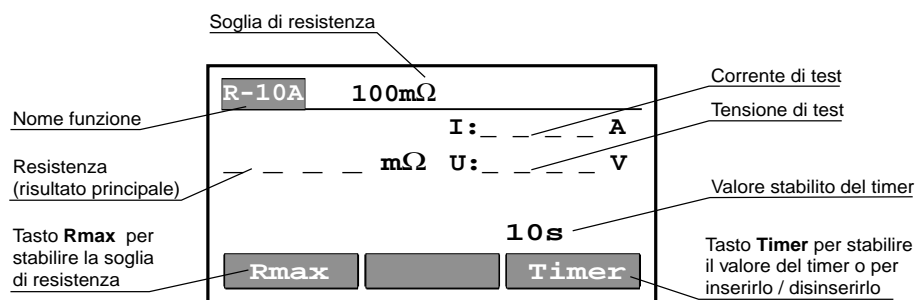 Soglia di resistenza
R-10A 100mΩ
Corrente di test
Nome funzione
I:_ _ _ _ A
Tensione di test
Resistenza
(risultato principale)
_ _ _ _ mΩ U:_ _ _ _ V
Valore stabilito del timer
10s
Tasto Rmax per
stabilire la soglia
di resistenza
Rmax
Timer
Tasto Timer per stabilire
il valore del timer o per
inserirlo / disinserirlo